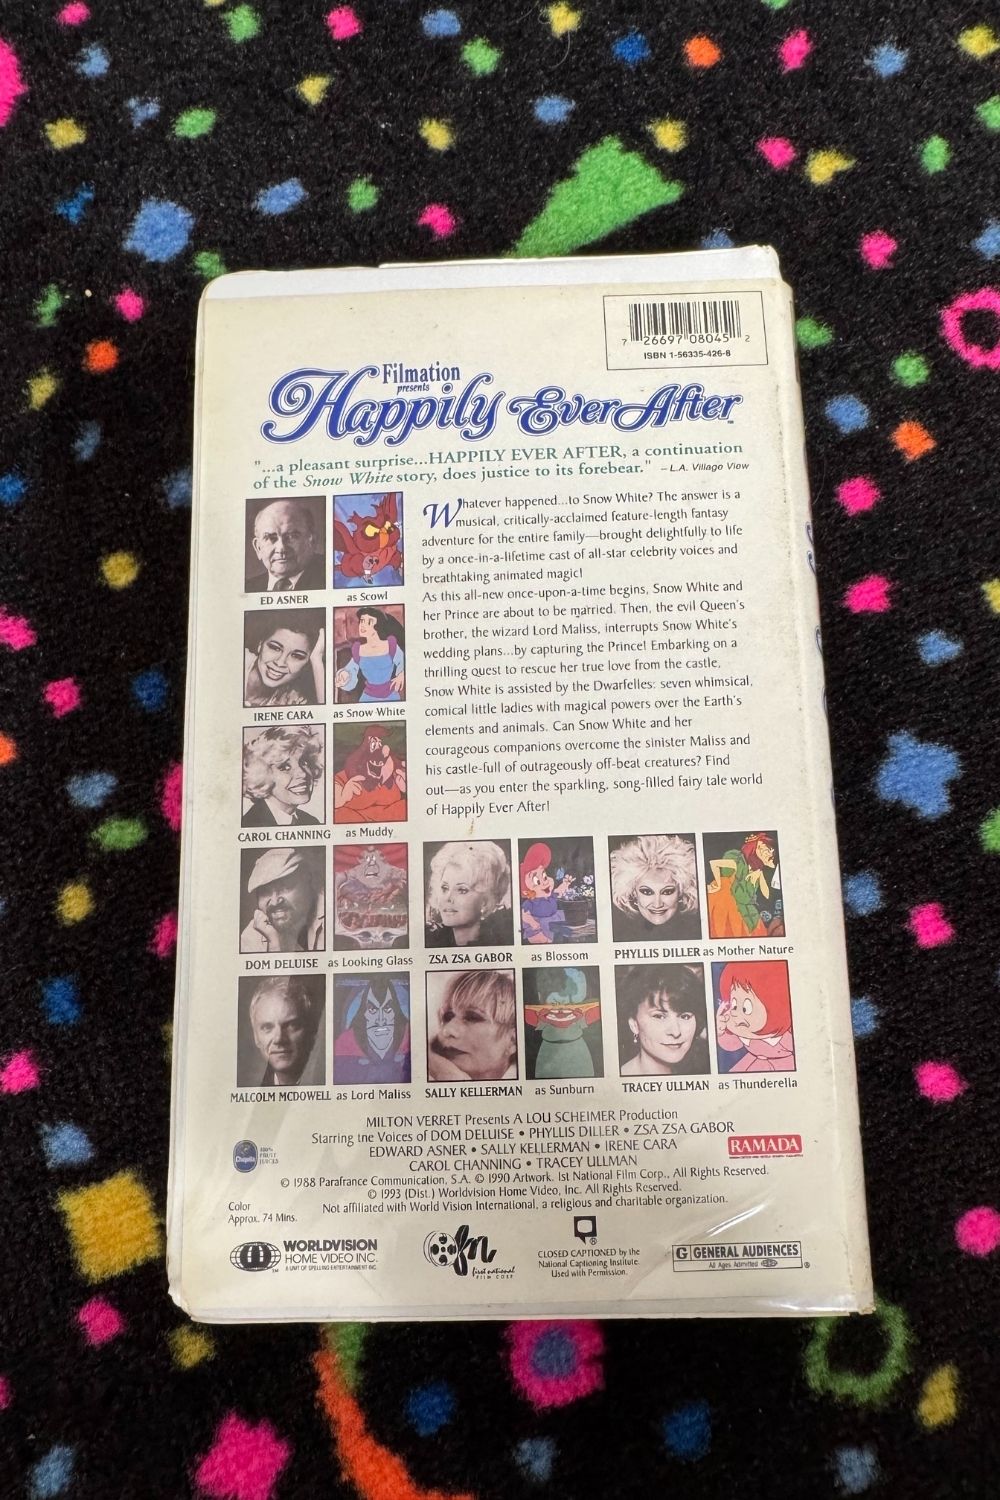 7 26697 08045 2
ISBN 1-56335-426-8
Filmation
presents
Happily Ever After
"...a pleasant surprise...HAPPILY EVER AFTER, a continuation
of the Snow White story, does justice to its forebear." – L.A. Village View
Whatever happened...to Snow White? The answer is a
musical, critically-acclaimed feature-length fantasy
adventure for the entire family—brought delightfully to life
by a once-in-a-lifetime cast of all-star celebrity voices and
breathtaking animated magic!
As this all-new once-upon-a-time begins, Snow White and
her Prince are about to be married. Then, the evil Queen's
brother, the wizard Lord Maliss, interrupts Snow White's
wedding plans...by capturing the Prince! Embarking on a
thrilling quest to rescue her true love from the castle,
Snow White is assisted by the Dwarfelles: seven whimsical,
comical little ladies with magical powers over the Earth's
elements and animals. Can Snow White and her
courageous companions overcome the sinister Maliss and
his castle-full of outrageously off-beat creatures? Find
out—as you enter the sparkling, song-filled fairy tale world
of Happily Ever After!
ED ASNER as Scowl
IRENE CARA as Snow White
CAROL CHANNING as Muddy
DOM DELUISE as Looking Glass
ZSA ZSA GABOR as Blossom
PHYLLIS DILLER as Mother Nature
MALCOLM MCDOWELL as Lord Maliss
SALLY KELLERMAN as Sunburn
TRACEY ULLMAN as Thunderella
MILTON VERRET Presents A LOU SCHEIMER Production
Starring the Voices of DOM DELUISE • PHYLLIS DILLER • ZSA ZSA GABOR
EDWARD ASNER • SALLY KELLERMAN • IRENE CARA
CAROL CHANNING • TRACEY ULLMAN
© 1988 Parafrance Communication, S.A. © 1990 Artwork. 1st National Film Corp., All Rights Reserved.
© 1993 (Dist.) Worldvision Home Video, Inc. All Rights Reserved.
Not affiliated with World Vision International, a religious and charitable organization.
100%
FRUIT
JUICES
RAMADA
Color
Approx. 74 Mins.
WORLDVISION
HOME VIDEO INC.
A UNIT OF SPELLING ENTERTAINMENT INC.
fn
first national
FILM CORP
CLOSED CAPTIONED by the
National Captioning Institute.
Used with Permission.
G GENERAL AUDIENCES
All Ages Admitted